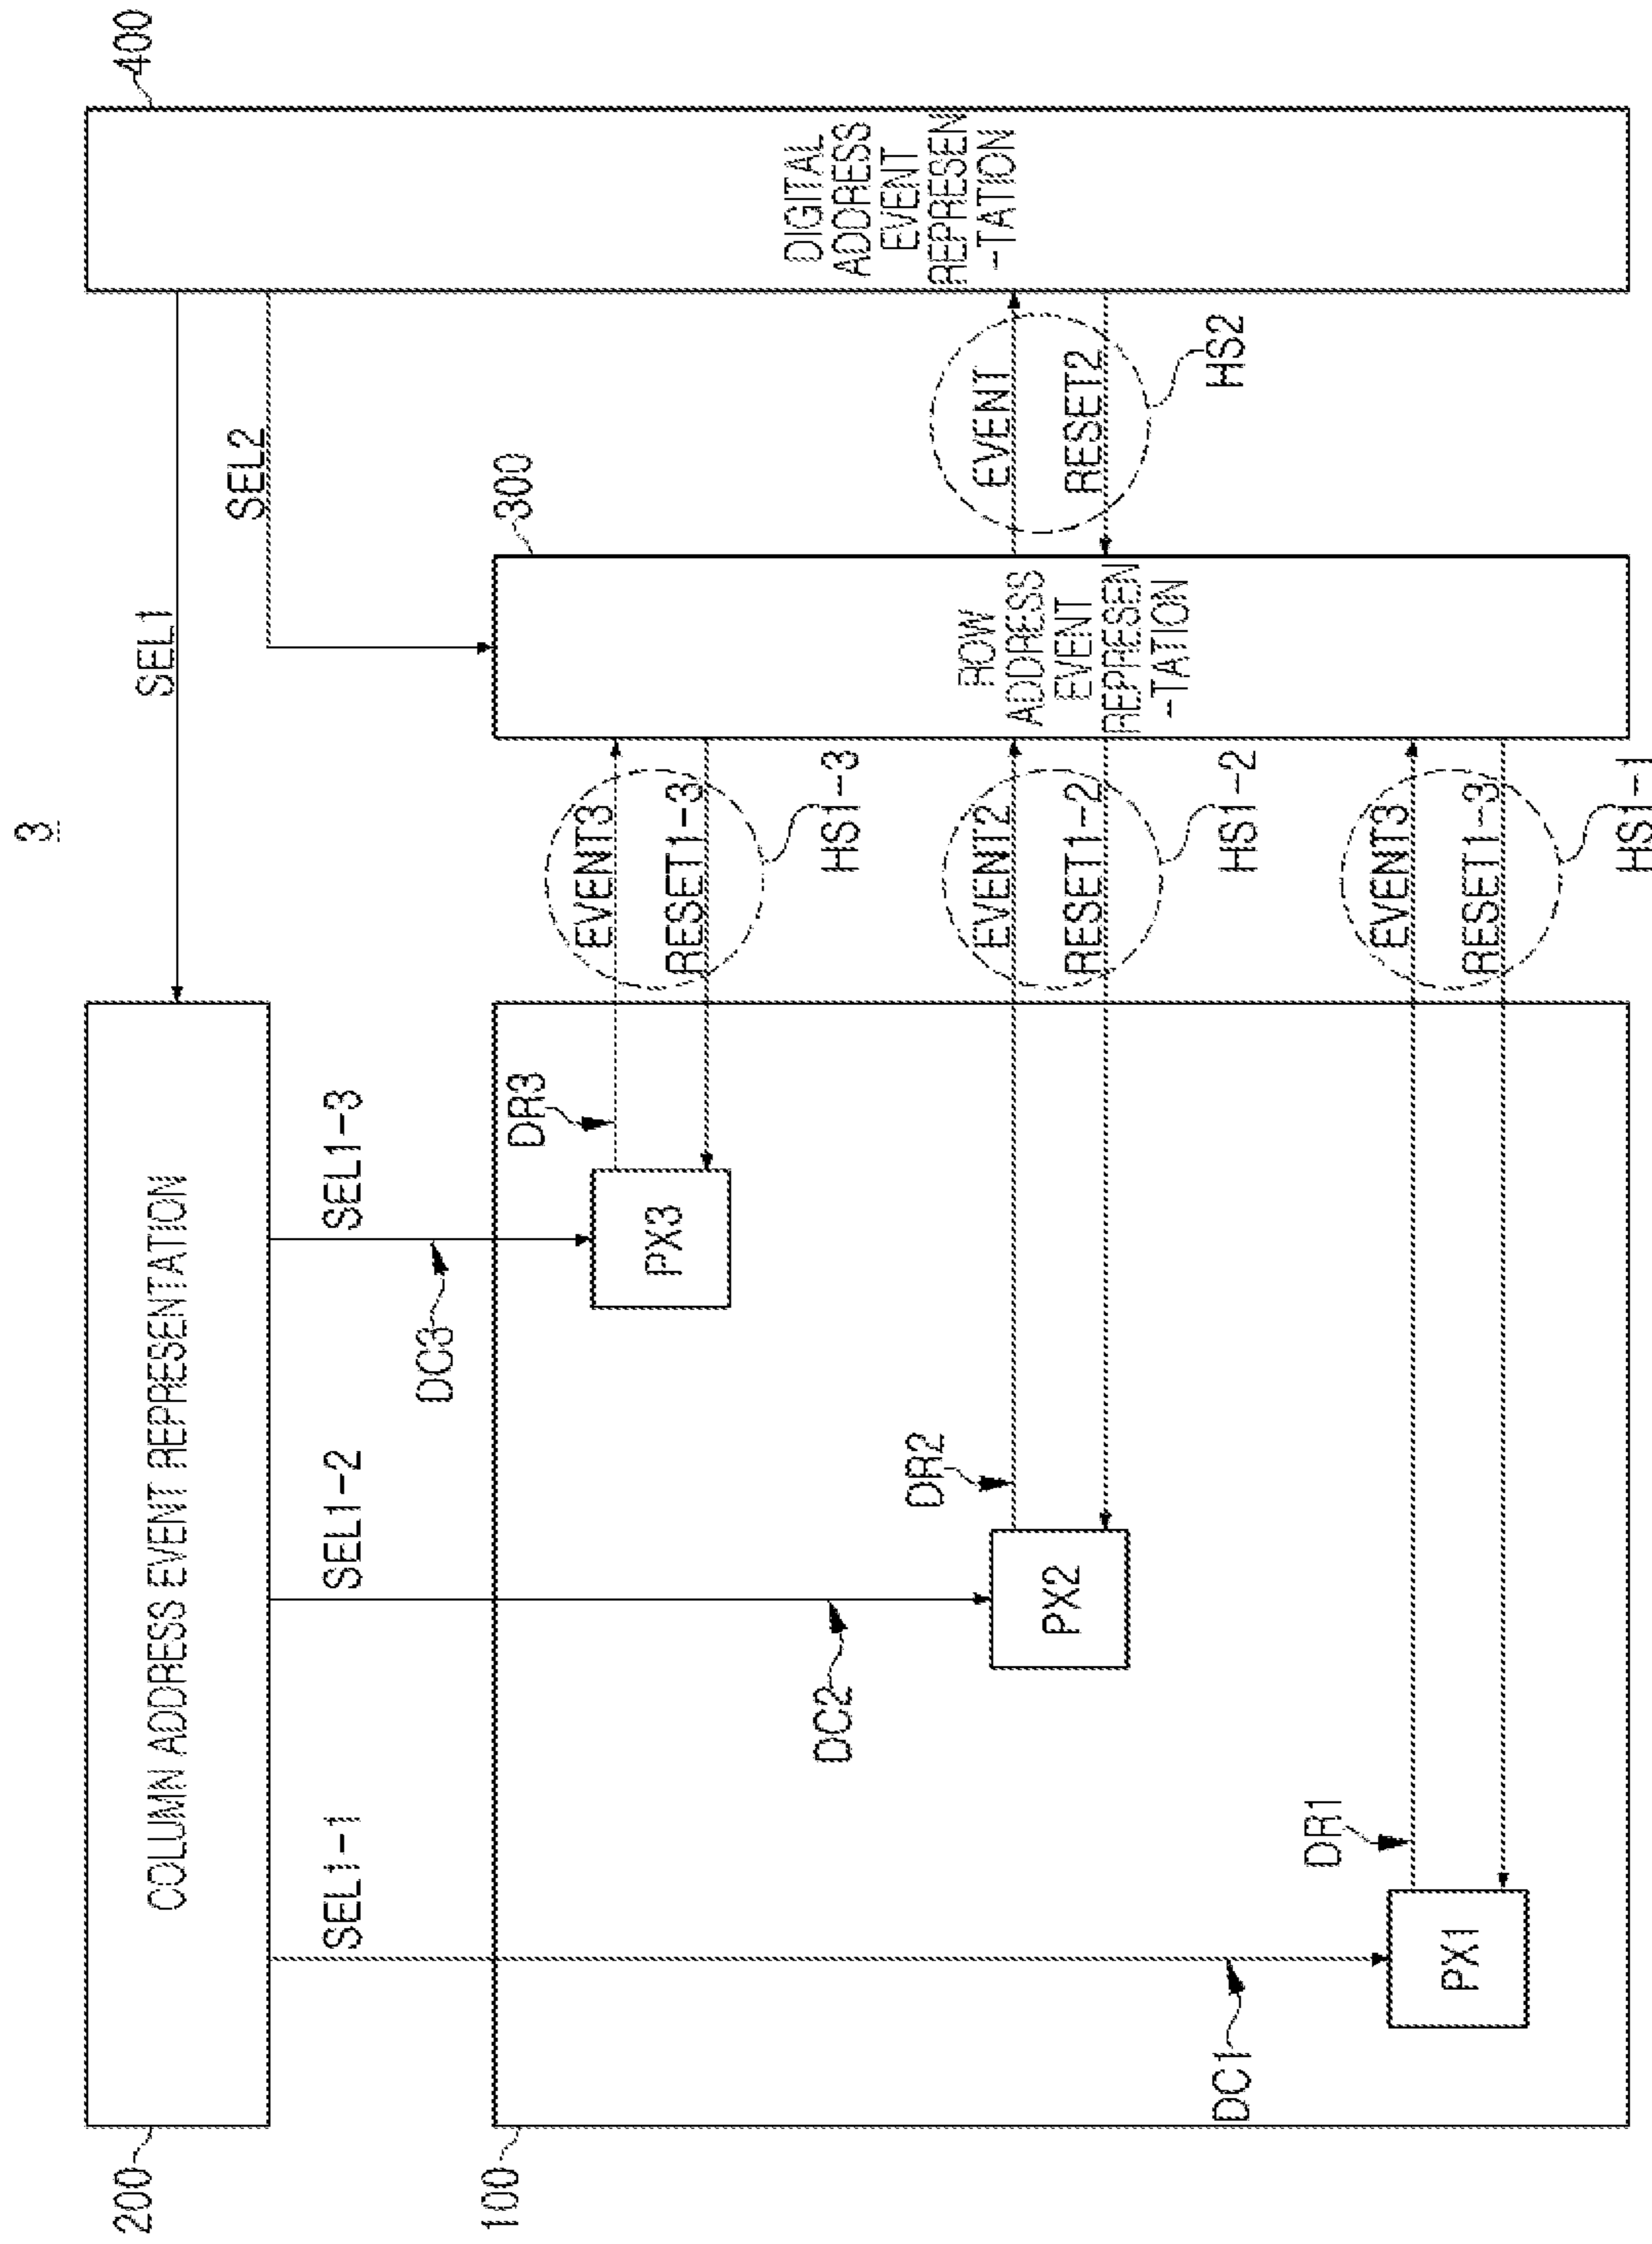 3
200
COLUMN ADDRESS EVENT REPRESENTATION
SEL1
400
SEL2
DIGITAL
ADDRESS
EVENT
REPRESEN
-TATION
SEL1-1
SEL1-2
SEL1-3
300
100
DC3
DR3
EVENT3
RESET1-3
HS1-3
PX3
ROW
ADDRESS
EVENT
REPRESEN
-TATION
DC2
DR2
EVENT2
RESET1-2
HS1-2
PX2
EVENT
RESET2
HS2
DC1
DR1
EVENT3
RESET1-3
HS1-1
PX1